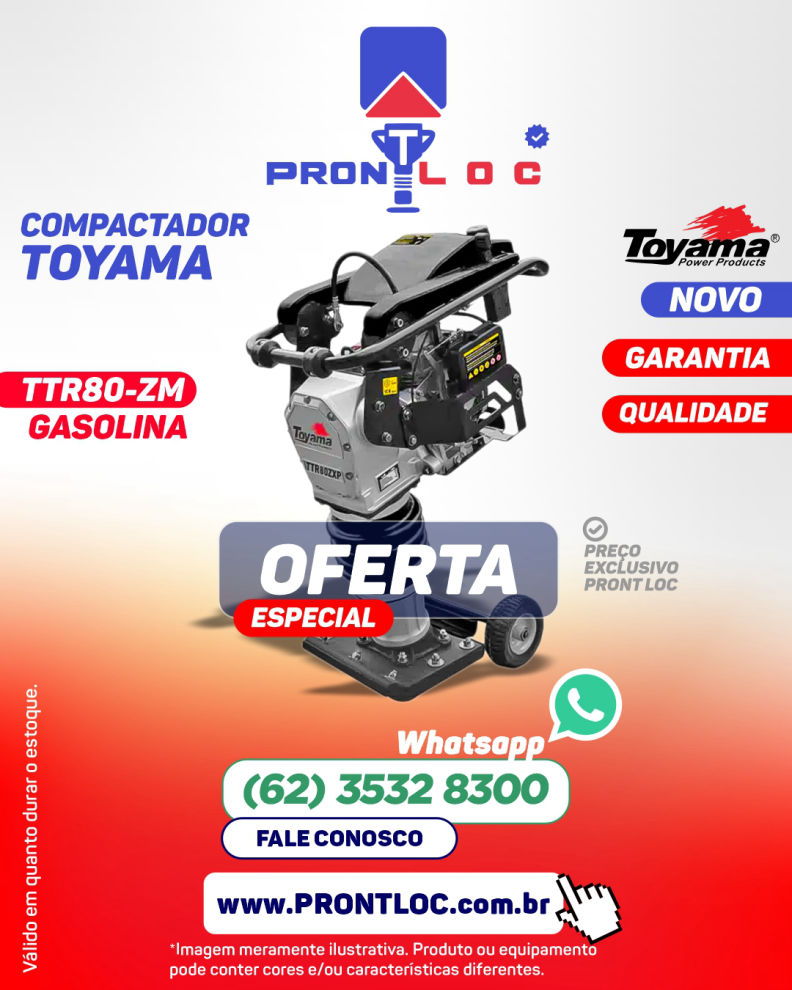 PRONTLOC
COMPACTADOR
TOYAMA
Toyama®
Power Products
NOVO
GARANTIA
QUALIDADE
TTR80-ZM
GASOLINA
Toyama
TTR80ZXP
OFERTA
ESPECIAL
PREÇO
EXCLUSIVO
PRONT LOC
Whatsapp
(62) 3532 8300
FALE CONOSCO
www.PRONTLOC.com.br
*Imagem meramente ilustrativa. Produto ou equipamento
pode conter cores e/ou características diferentes.
Válido em quanto durar o estoque.